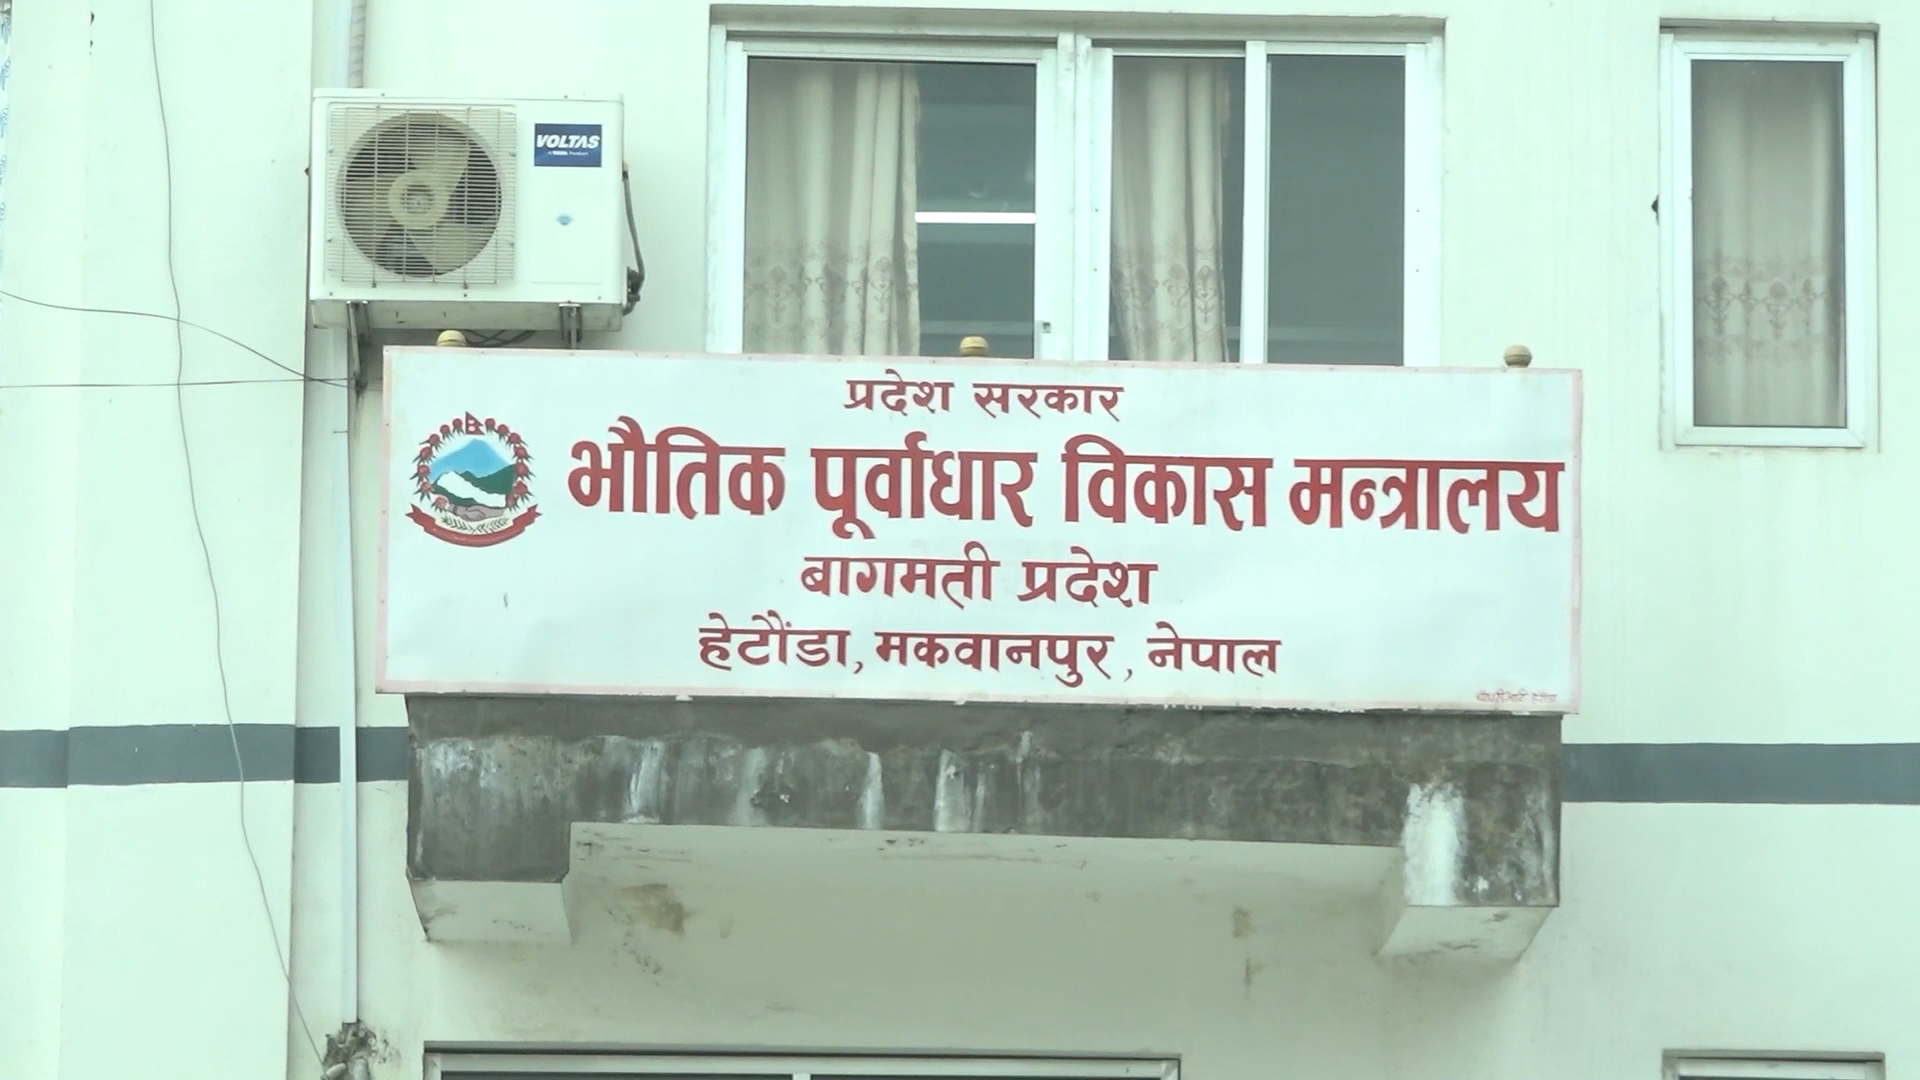 VOLTAS
प्रदेश सरकार
भौतिक पूर्वाधार विकास मन्त्रालय
बागमती प्रदेश
हेटौंडा, मकवानपुर, नेपाल